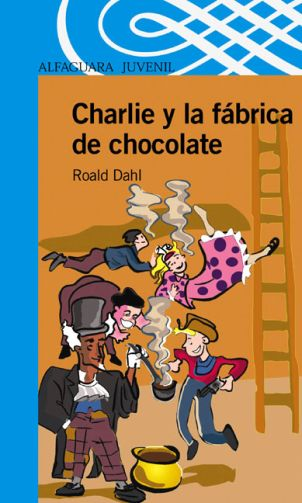 ALFAGUARA JUVENIL
Charlie y la fábrica
de chocolate
Roald Dahl